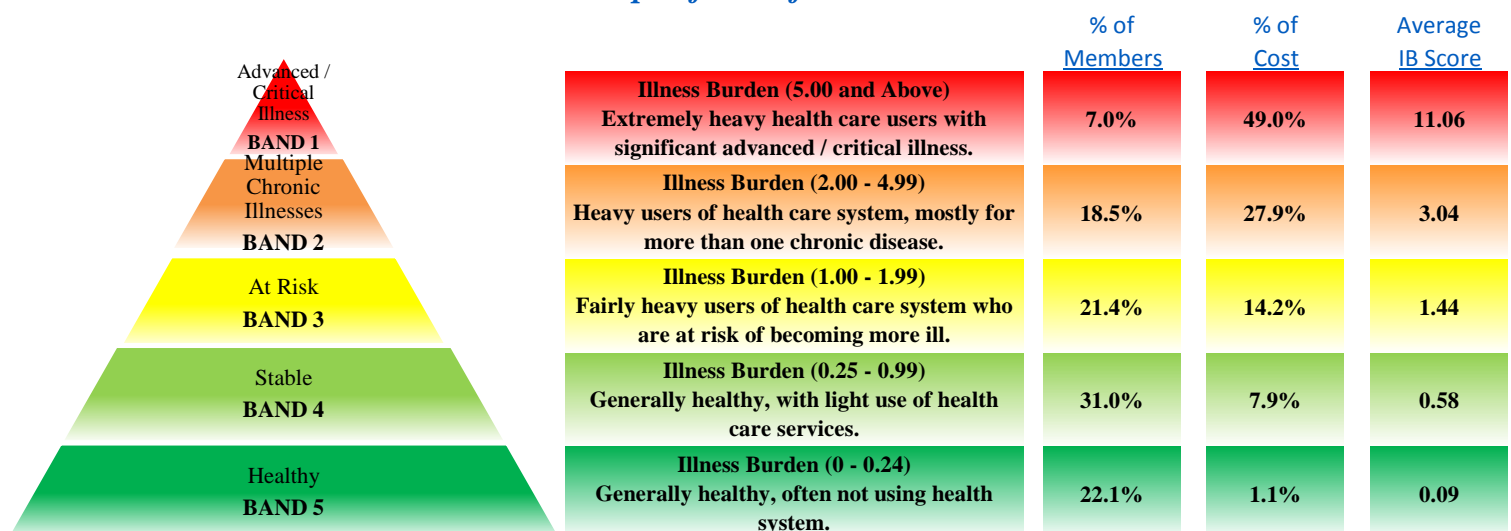 % of
Members
% of
Cost
Average
IB Score
Advanced /
Critical
Illness
BAND 1
Illness Burden (5.00 and Above)
Extremely heavy health care users with
significant advanced / critical illness.
7.0%
49.0%
11.06
Multiple
Chronic
Illnesses
BAND 2
Illness Burden (2.00 - 4.99)
Heavy users of health care system, mostly for
more than one chronic disease.
18.5%
27.9%
3.04
At Risk
BAND 3
Illness Burden (1.00 - 1.99)
Fairly heavy users of health care system who
are at risk of becoming more ill.
21.4%
14.2%
1.44
Stable
BAND 4
Illness Burden (0.25 - 0.99)
Generally healthy, with light use of health
care services.
31.0%
7.9%
0.58
Healthy
BAND 5
Illness Burden (0 - 0.24)
Generally healthy, often not using health
system.
22.1%
1.1%
0.09